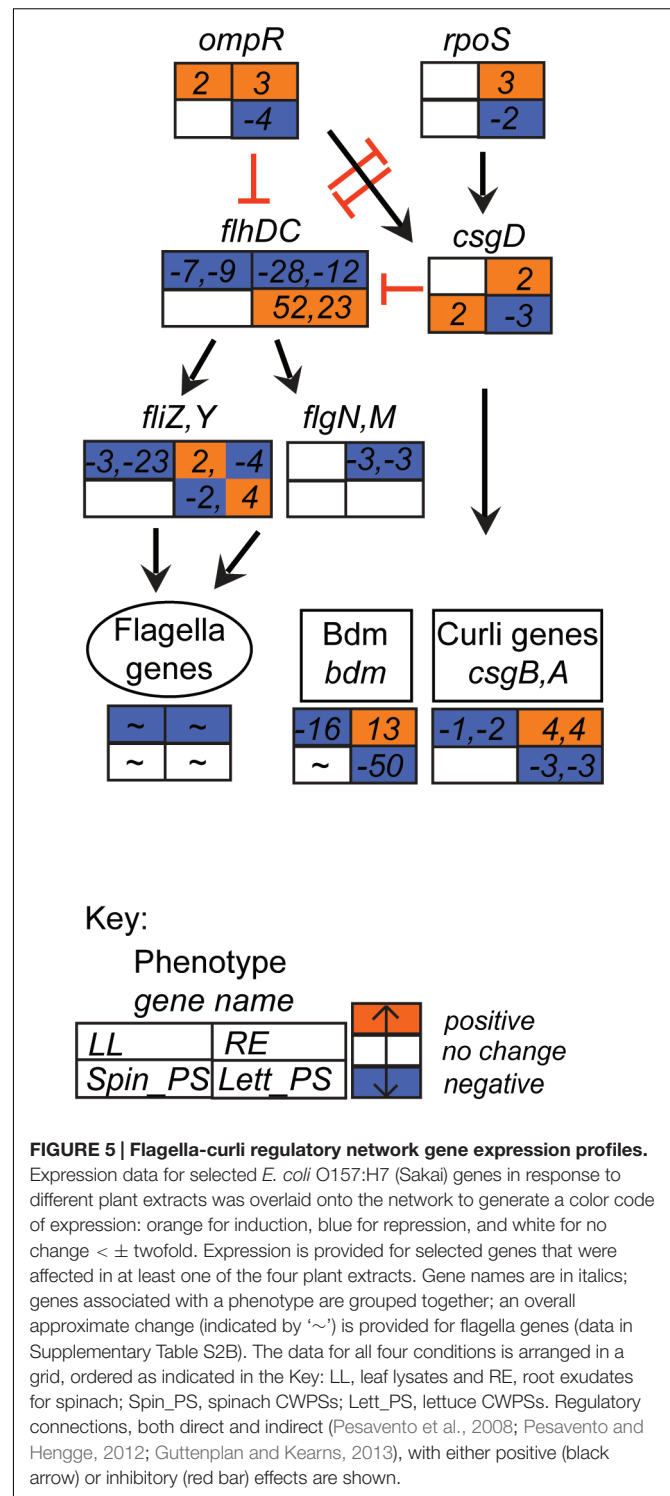 ompR rpoS
2 3 3
-4 -2
flhDC csgD
-7,-9 -28,-12 2
52,23 2 -3
fliZ,Y flgN,M
-3,-23 2, -4 -3,-3
-2, 4
Flagella Bdm Curli genes
genes bdm csgB,A
~ ~ -16 13 -1,-2 4,4
~ ~ ~ -50 -3,-3
Key:
Phenotype
gene name
LL RE positive
no change
Spin_PS Lett_PS negative
FIGURE 5 | Flagella-curli regulatory network gene expression profiles.
Expression data for selected E. coli O157:H7 (Sakai) genes in response to
different plant extracts was overlaid onto the network to generate a color code
of expression: orange for induction, blue for repression, and white for no
change < ± twofold. Expression is provided for selected genes that were
affected in at least one of the four plant extracts. Gene names are in italics;
genes associated with a phenotype are grouped together; an overall
approximate change (indicated by ‘∼’) is provided for flagella genes (data in
Supplementary Table S2B). The data for all four conditions is arranged in a
grid, ordered as indicated in the Key: LL, leaf lysates and RE, root exudates
for spinach; Spin_PS, spinach CWPSs; Lett_PS, lettuce CWPSs. Regulatory
connections, both direct and indirect (Pesavento et al., 2008; Pesavento and
Hengge, 2012; Guttenplan and Kearns, 2013), with either positive (black
arrow) or inhibitory (red bar) effects are shown.